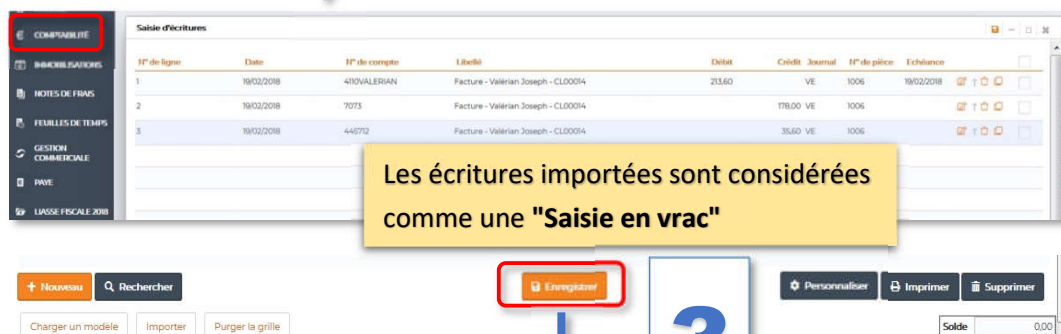 COMPTABILITÉ
IMMOBILISATIONS
NOTES DE FRAIS
FEUILLES DE TEMPS
GESTION
COMMERCIALE
PAYE
LIASSE FISCALE 2018
Saisie d'écritures
N° de ligne Date N° de compte Libellé Débit Crédit Journal N° de pièce Echéance
1 19/02/2018 4110VALERIAN Facture - Valérian Joseph - CL00014 213,60 VE 1006 19/02/2018
2 19/02/2018 7073 Facture - Valérian Joseph - CL00014 178,00 VE 1006
3 19/02/2018 445712 Facture - Valérian Joseph - CL00014 35,60 VE 1006
Les écritures importées sont considérées
comme une "Saisie en vrac"
+ Nouveau Rechercher Enregistrer Personnaliser Imprimer Supprimer
Charger un modèle Importer Purger la grille Solde 0,00